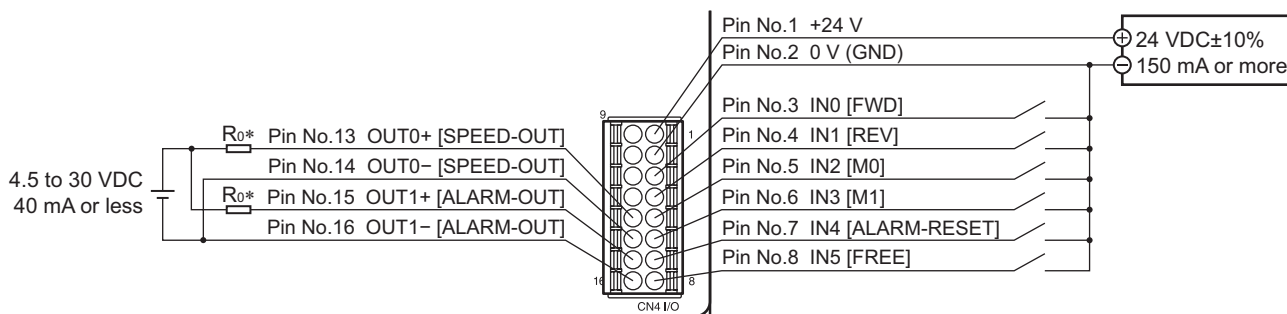 Pin No.1 +24 V
Pin No.2 0 V (GND)
24 VDC±10%
150 mA or more
Pin No.3 IN0 [FWD]
Pin No.4 IN1 [REV]
Pin No.5 IN2 [M0]
Pin No.6 IN3 [M1]
Pin No.7 IN4 [ALARM-RESET]
Pin No.8 IN5 [FREE]
9
1
R0* Pin No.13 OUT0+ [SPEED-OUT]
Pin No.14 OUT0− [SPEED-OUT]
R0* Pin No.15 OUT1+ [ALARM-OUT]
Pin No.16 OUT1− [ALARM-OUT]
4.5 to 30 VDC
40 mA or less
16
8
CN4 I/O